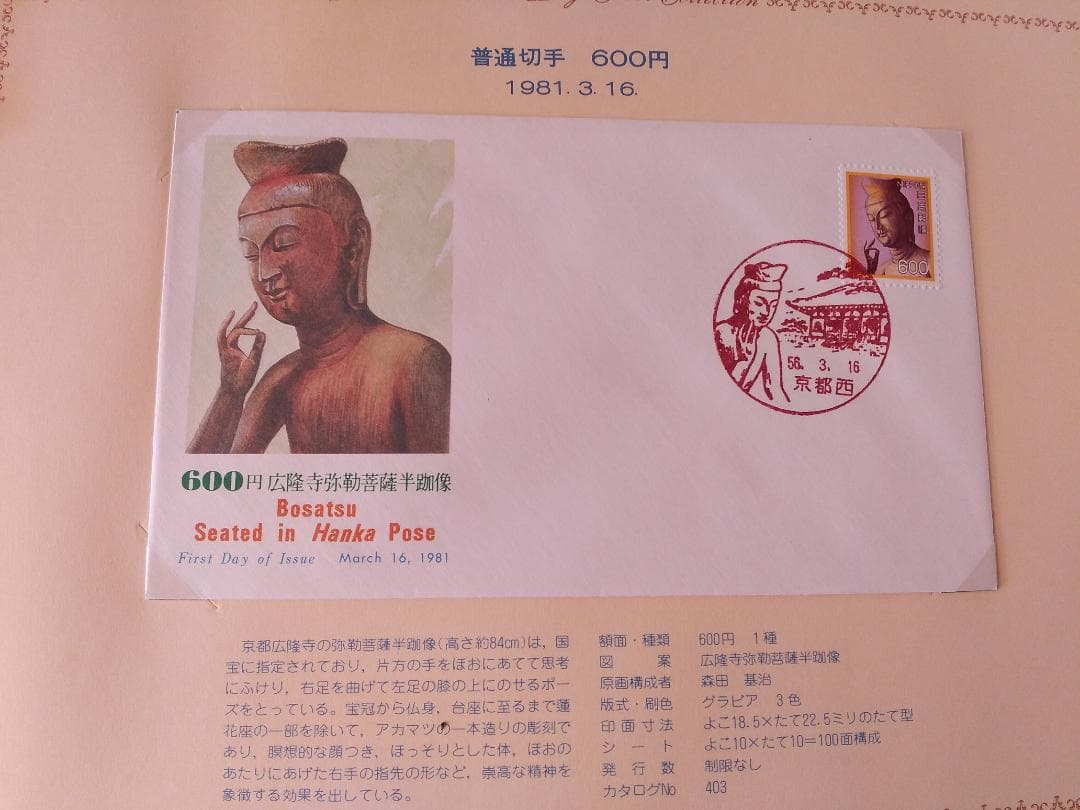 Collection
普通切手 600円
1981. 3. 16.
日本郵便
600
56. 3. 16
京都西
600円 広隆寺弥勒菩薩半跏像
Bosatsu
Seated in Hanka Pose
First Day of Issue March 16, 1981
京都広隆寺の弥勒菩薩半跏像(高さ約84cm)は, 国
宝に指定されており, 片方の手をほおにあてて思考
にふけり, 右足を曲げて左足の膝の上にのせるポー
ズをとっている。宝冠から仏身, 台座に至るまで蓮
花座の一部を除いて, アカマツの一本造りの彫刻で
あり, 瞑想的な顔つき, ほっそりとした体, ほおの
あたりにあげた右手の指先の形など, 崇高な精神を
象徴する効果を出している。
額面・種類 600円 1種
図案 広隆寺弥勒菩薩半跏像
原画構成者 森田 基治
版式・刷色 グラビア 3色
印面寸法 よこ18.5×たて22.5ミリのたて型
シート よこ10×たて10=100面構成
発行数 制限なし
カタログNo 403